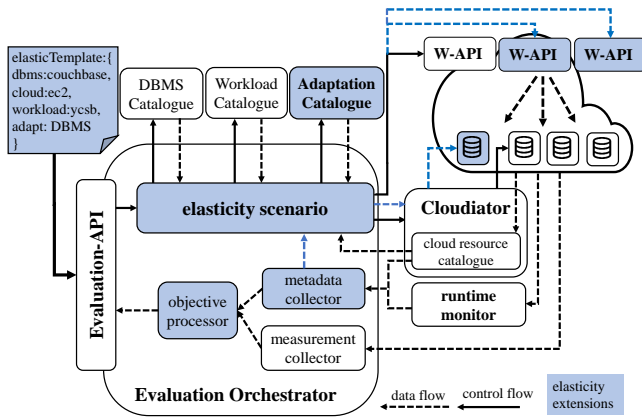 elasticTemplate:{
dbms:couchbase,
cloud:ec2,
workload:ycsb,
adapt: DBMS
}
DBMS
Catalogue
Workload
Catalogue
Adaptation
Catalogue
W-API
W-API
W-API
Evaluation-API
elasticity scenario
Cloudiator
cloud resource
catalogue
objective
processor
metadata
collector
runtime
monitor
measurement
collector
Evaluation Orchestrator
data flow
control flow
elasticity
extensions